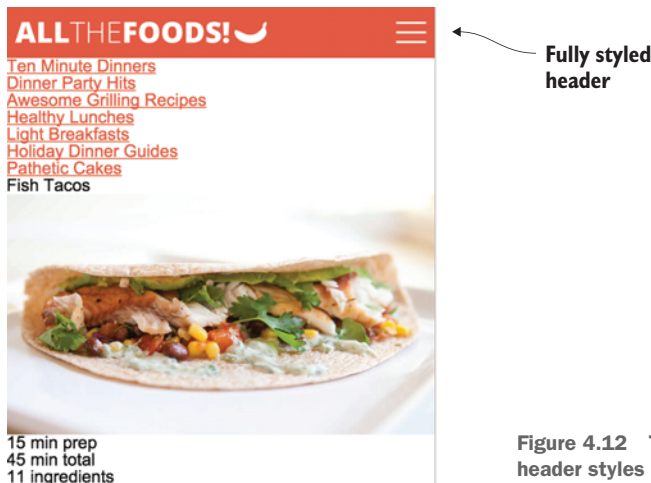 ALLTHEFOODS!
Fully styled
header
Ten Minute Dinners
Dinner Party Hits
Awesome Grilling Recipes
Healthy Lunches
Light Breakfasts
Holiday Dinner Guides
Pathetic Cakes
Fish Tacos
15 min prep
45 min total
11 ingredients
Figure 4.12
header styles